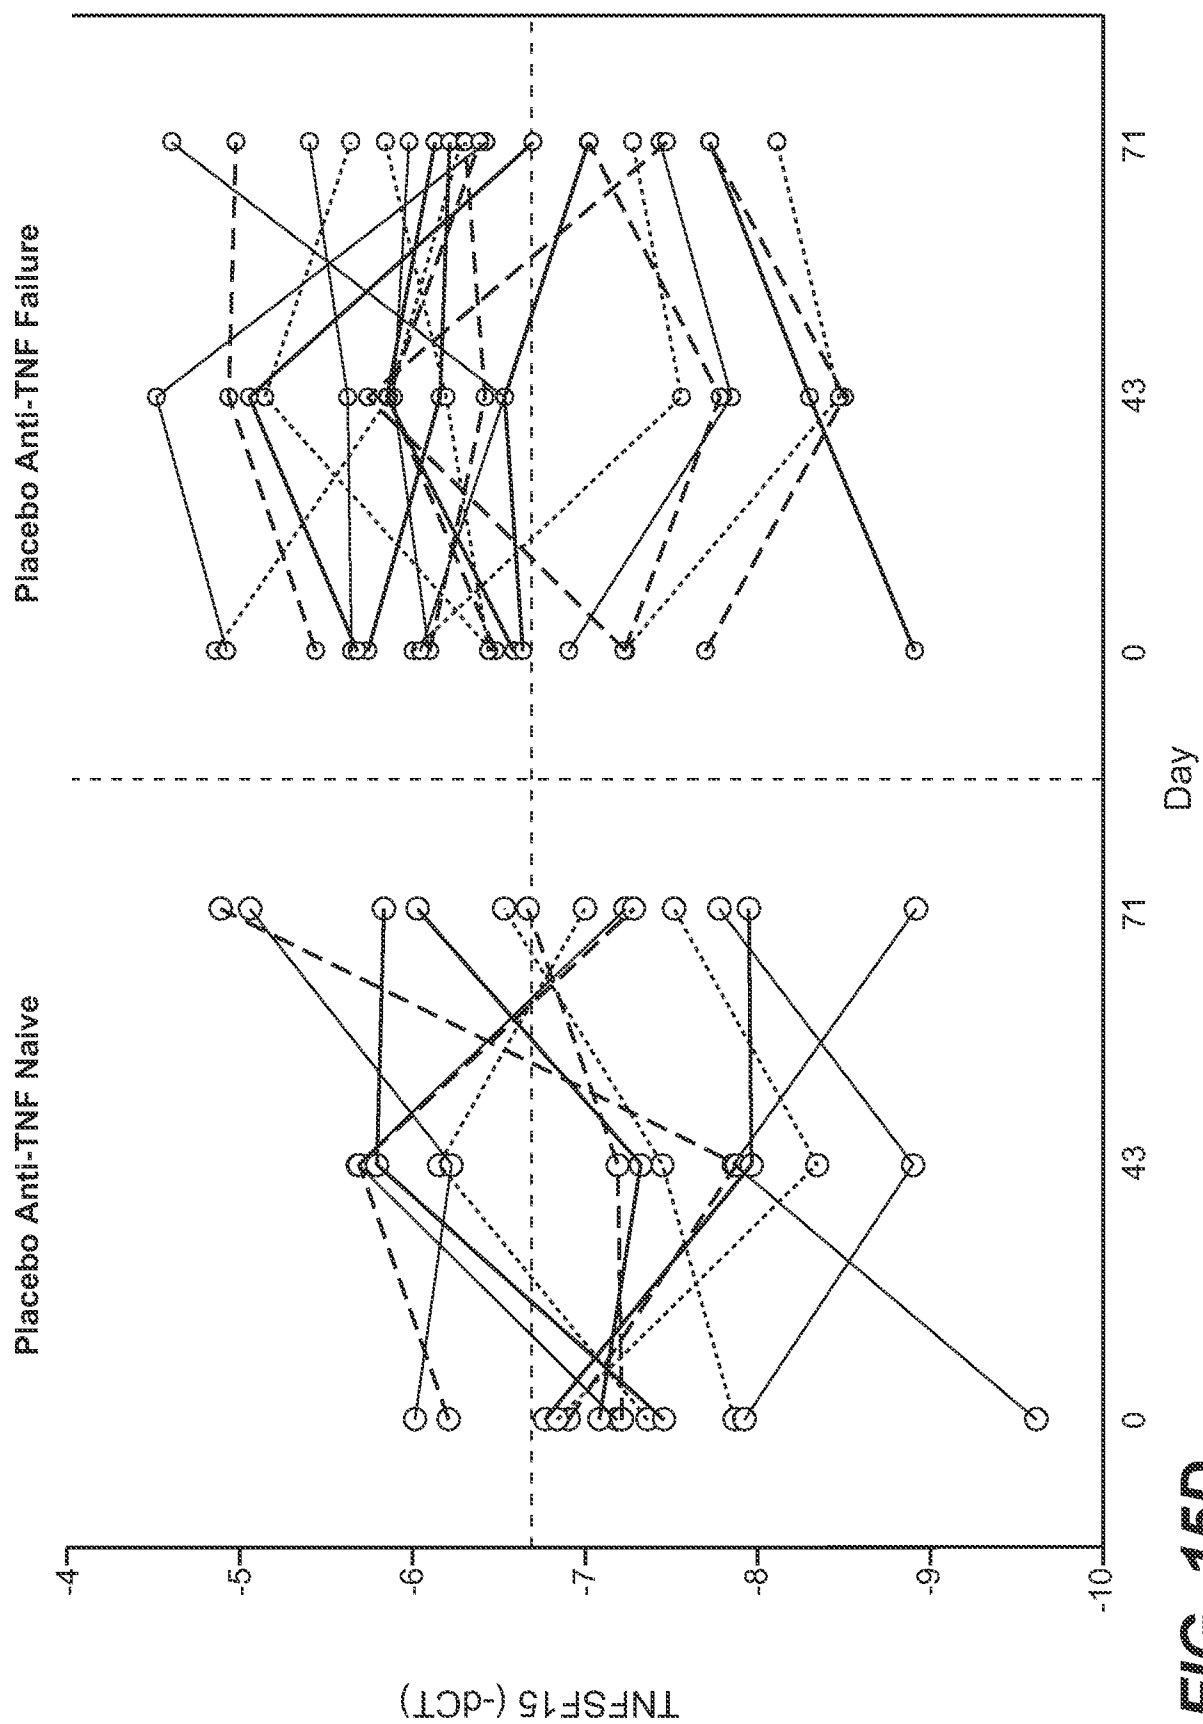 Placebo Anti-TNF Naive
Placebo Anti-TNF Failure
TNFSF15 (-dCT)
-4
-5
-6
-7
-8
-9
-10
0
43
71
0
43
71
Day
FIG. 15D